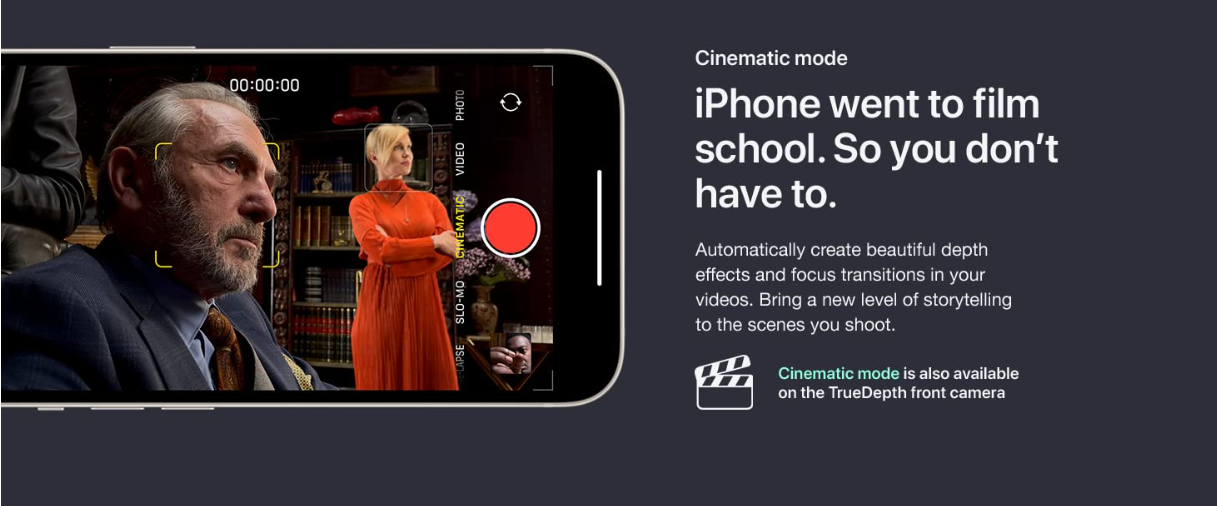 00:00:00
PHOTO
VIDEO
CINEMATIC
SLO-MO
LAPSE
Cinematic mode
iPhone went to film
school. So you don’t
have to.
Automatically create beautiful depth
effects and focus transitions in your
videos. Bring a new level of storytelling
to the scenes you shoot.
Cinematic mode is also available
on the TrueDepth front camera